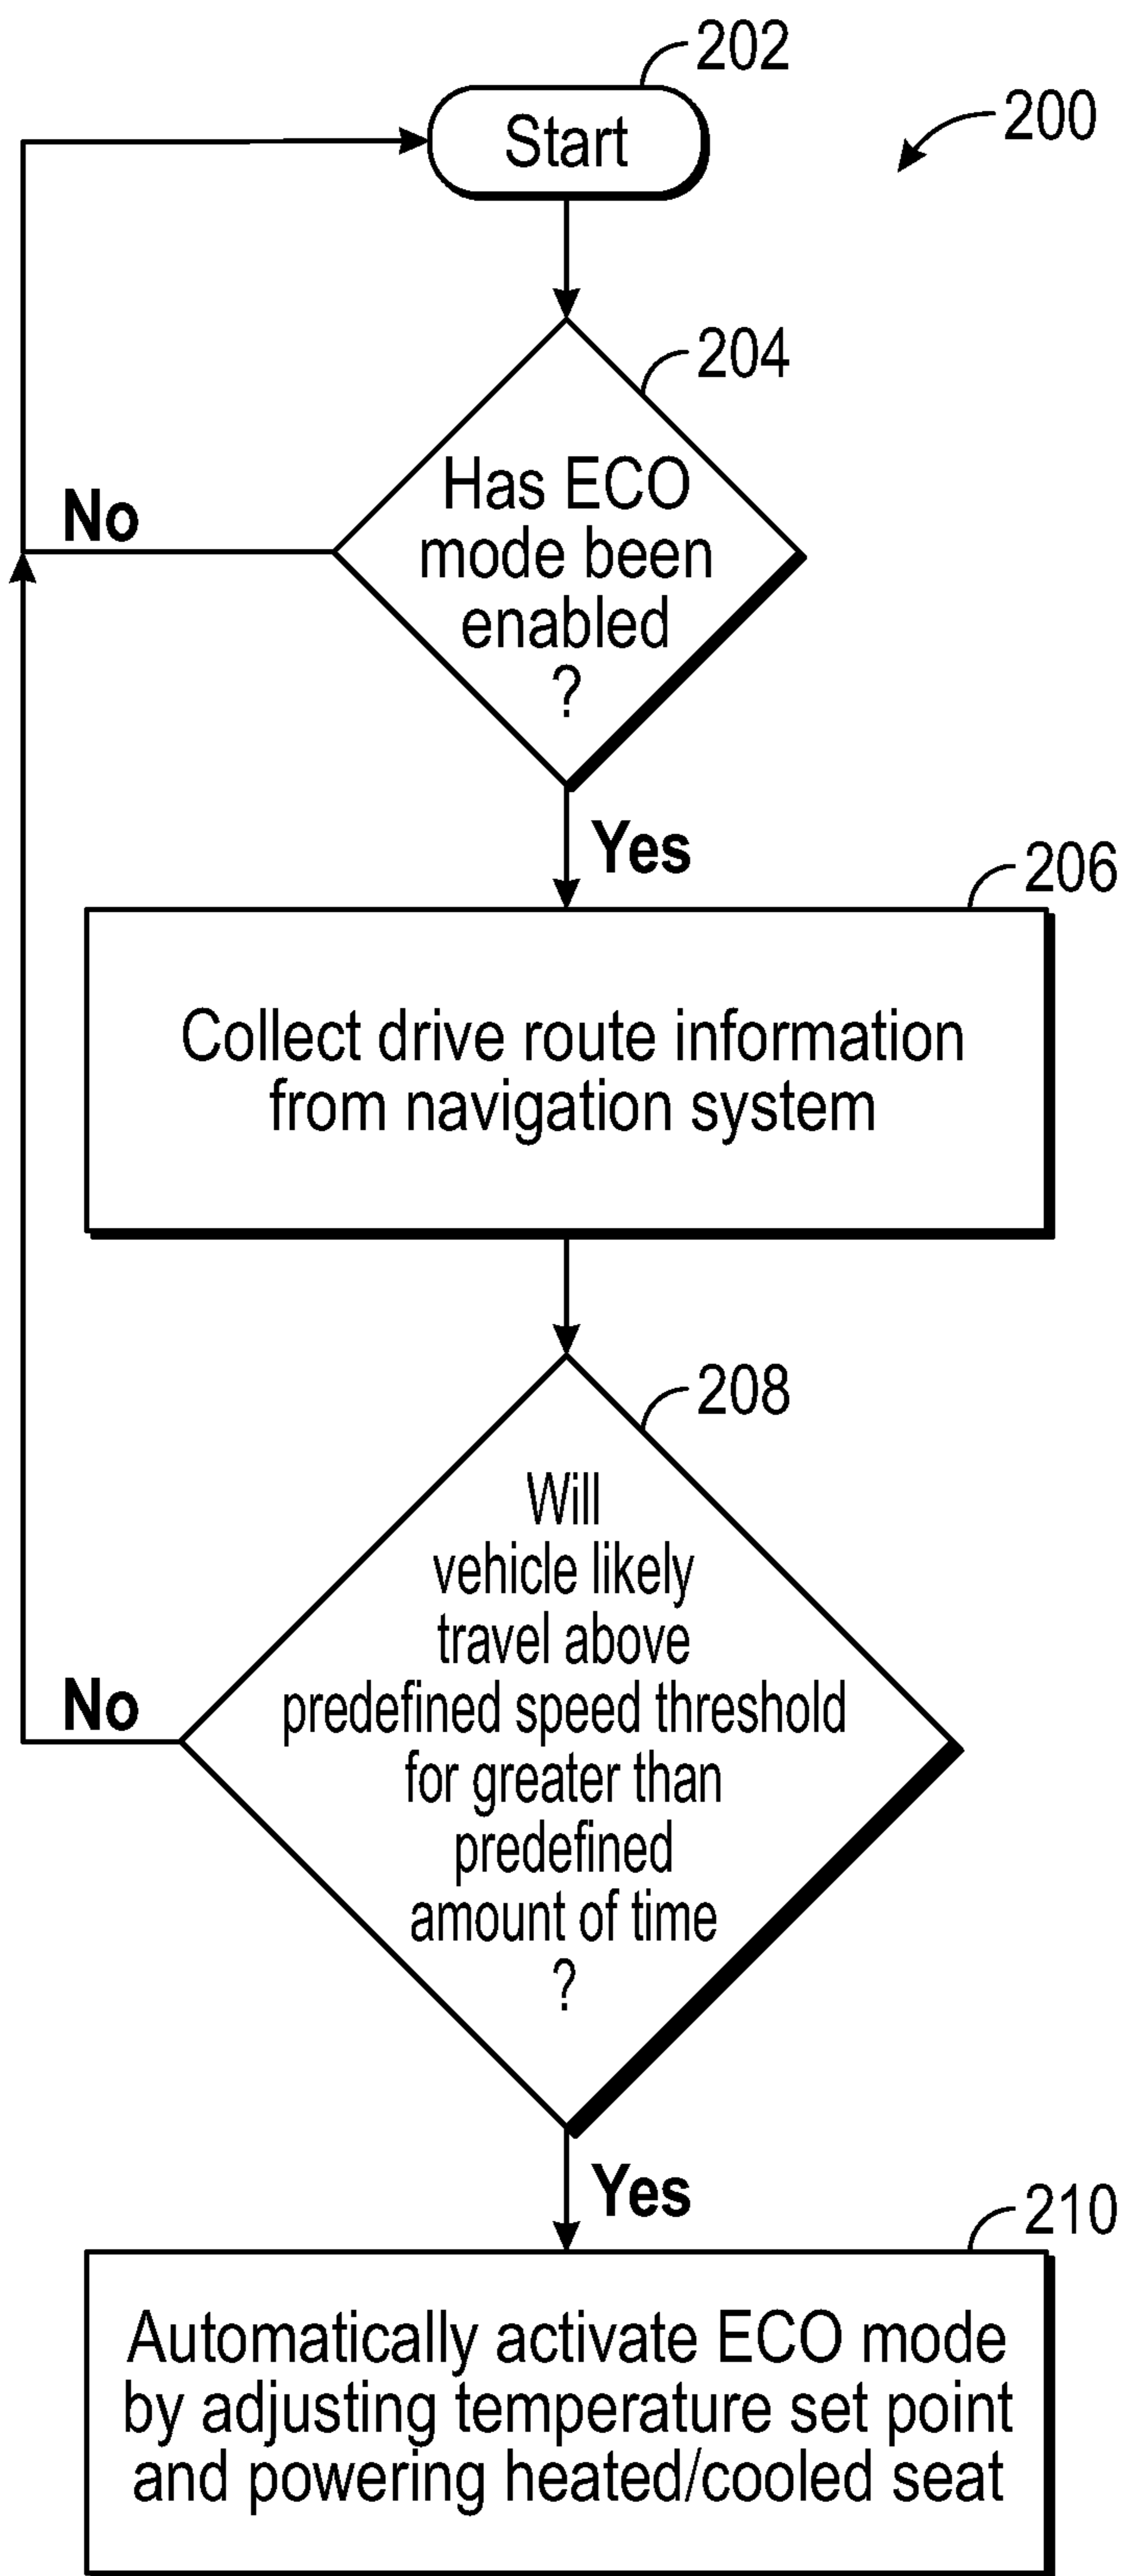 202
Start
200
204
Has ECO
mode been
enabled
?
No
Yes
206
Collect drive route information
from navigation system
208
Will
vehicle likely
travel above
predefined speed threshold
for greater than
predefined
amount of time
?
No
Yes
210
Automatically activate ECO mode
by adjusting temperature set point
and powering heated/cooled seat